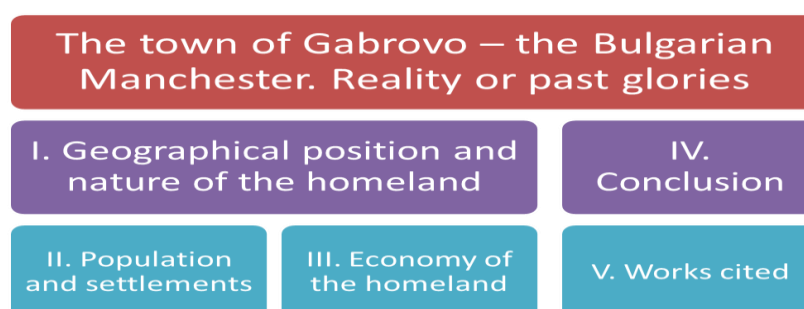 The town of Gabrovo – the Bulgarian
Manchester. Reality or past glories
I. Geographical position and
nature of the homeland
IV.
Conclusion
II. Population
and settlements
III. Economy of
the homeland
V. Works cited